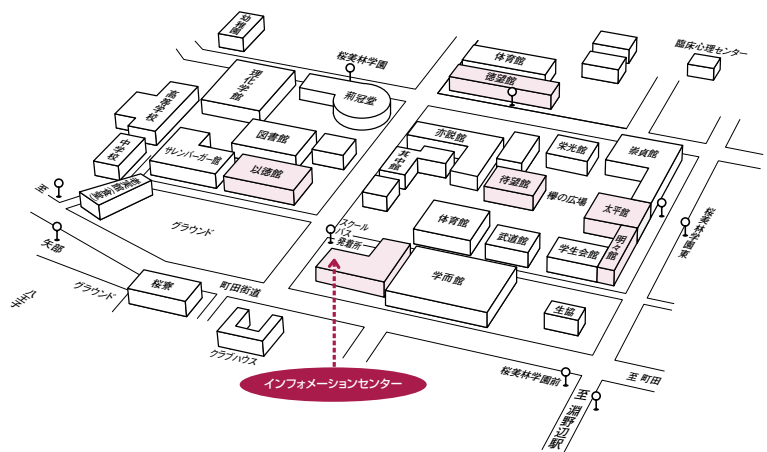 幼稚園
桜美林学園
体育館
徳望館
臨床心理センター
理化学館
荊冠堂
高等学校
中学校
図書館
サレンバーガー館
以徳館
亦説館
其中館
栄光館
崇貞館
待望館
欅の広場
太平館
明々館
桜美林学園東
至
矢部
八王子
グラウンド
スクール
バス
発着所
体育館
武道館
学生会館
学而館
グラウンド
桜寮
町田街道
クラブハウス
生協
インフォメーションセンター
桜美林学園前
至 町田
至 淵野辺駅